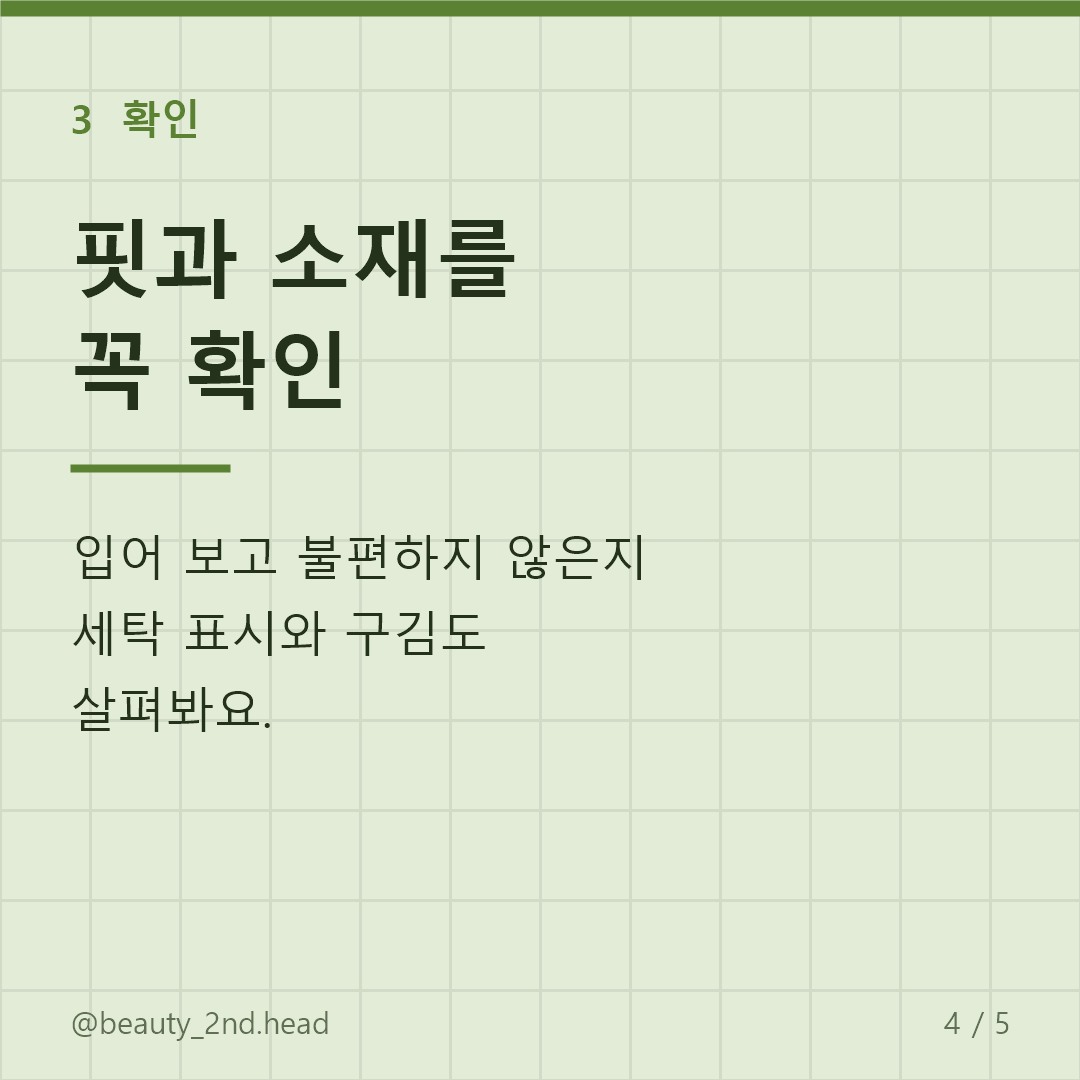 3 확인
핏과 소재를
꼭 확인
입어 보고 불편하지 않은지
세탁 표시와 구김도
살펴봐요.
@beauty_2nd.head
4 / 5